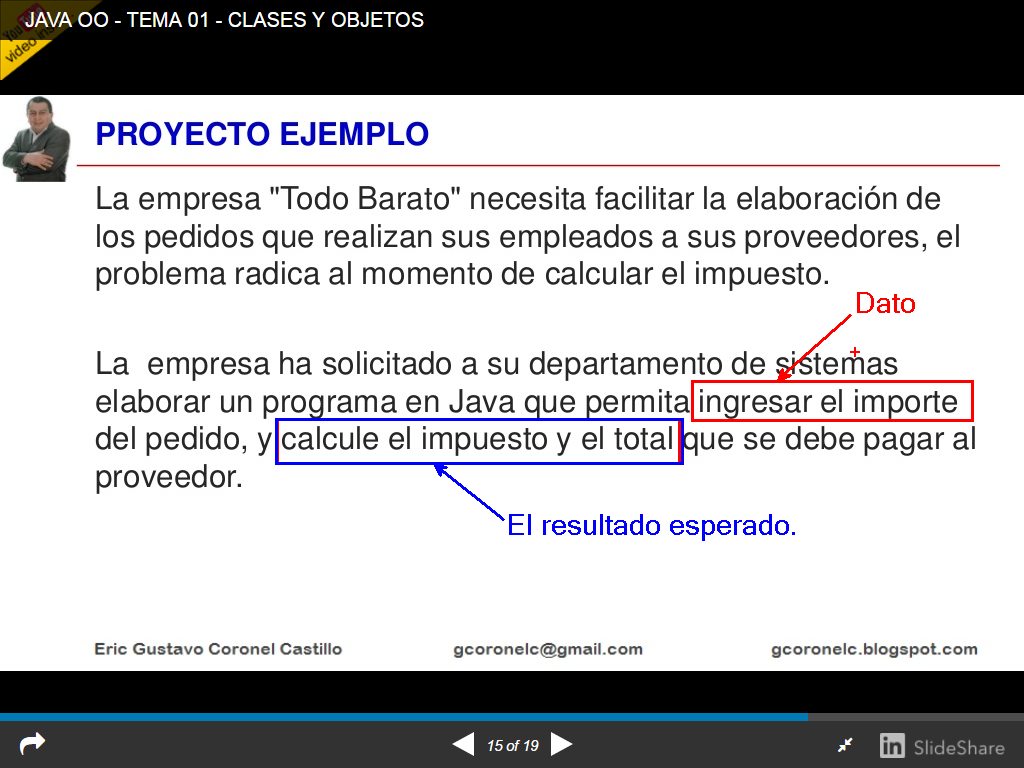 JAVA OO - TEMA 01 - CLASES Y OBJETOS
You
video
PROYECTO EJEMPLO
La empresa "Todo Barato" necesita facilitar la elaboración de
los pedidos que realizan sus empleados a sus proveedores, el
problema radica al momento de calcular el impuesto.
Dato
La empresa ha solicitado a su departamento de sistemas
elaborar un programa en Java que permita ingresar el importe
del pedido, y calcule el impuesto y el total que se debe pagar al
proveedor.
El resultado esperado.
Eric Gustavo Coronel Castillo gcoronelc@gmail.com gcoronelc.blogspot.com
15 of 19
in SlideShare